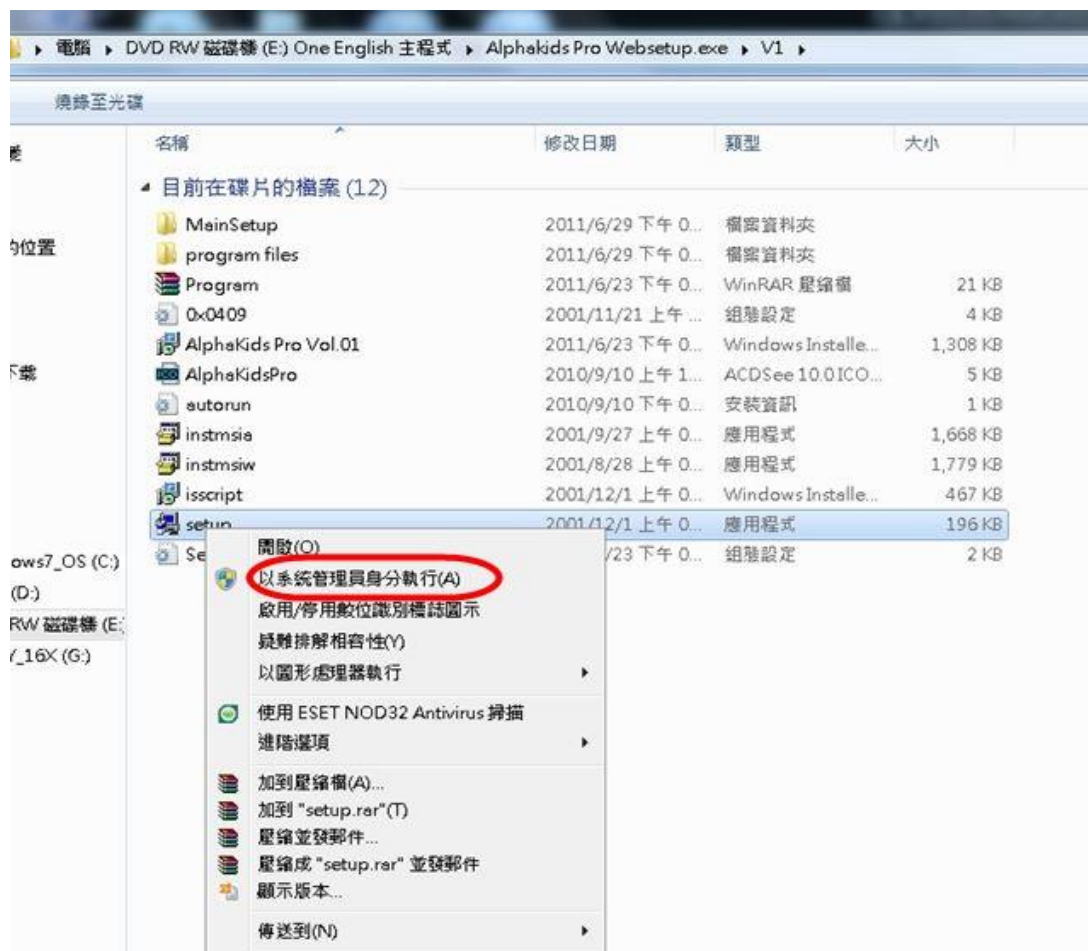 電腦 ▸ DVD RW 磁碟機 (E:) One English 主程式 ▸ Alphakids Pro Websetup.exe ▸ V1 ▸
燒錄至光碟
名稱 修改日期 類型 大小
目前在碟片的檔案 (12)
MainSetup 2011/6/29 下午 0... 檔案資料夾
的位置
program files 2011/6/29 下午 0... 檔案資料夾
Program 2011/6/23 下午 0... WinRAR 壓縮檔 21 KB
0x0409 2001/11/21 上午 ... 組態設定 4 KB
AlphaKids Pro Vol.01 2011/6/23 下午 0... Windows Installe... 1,308 KB
下載
AlphaKidsPro 2010/9/10 上午 1... ACDSee 10.0 ICO... 5 KB
autorun 2010/9/10 下午 0... 安裝資訊 1 KB
instmsia 2001/9/27 上午 0... 應用程式 1,668 KB
instmsiw 2001/8/28 上午 0... 應用程式 1,779 KB
isscript 2001/12/1 上午 0... Windows Installe... 467 KB
setup 2001/12/1 上午 0... 應用程式 196 KB
Se /23 下午 0... 組態設定 2 KB
ows7_OS (C:)
(D:)
RW 磁碟機 (E:
Y_16X (G:)
開啟(O)
以系統管理員身分執行(A)
啟用/停用數位識別標誌圖示
疑難排解相容性(Y)
以圖形處理器執行
使用 ESET NOD32 Antivirus 掃描
進階選項
加到壓縮檔(A)...
加到 "setup.rar"(T)
壓縮並發郵件...
壓縮成 "setup.rar" 並發郵件
顯示版本...
傳送到(N)